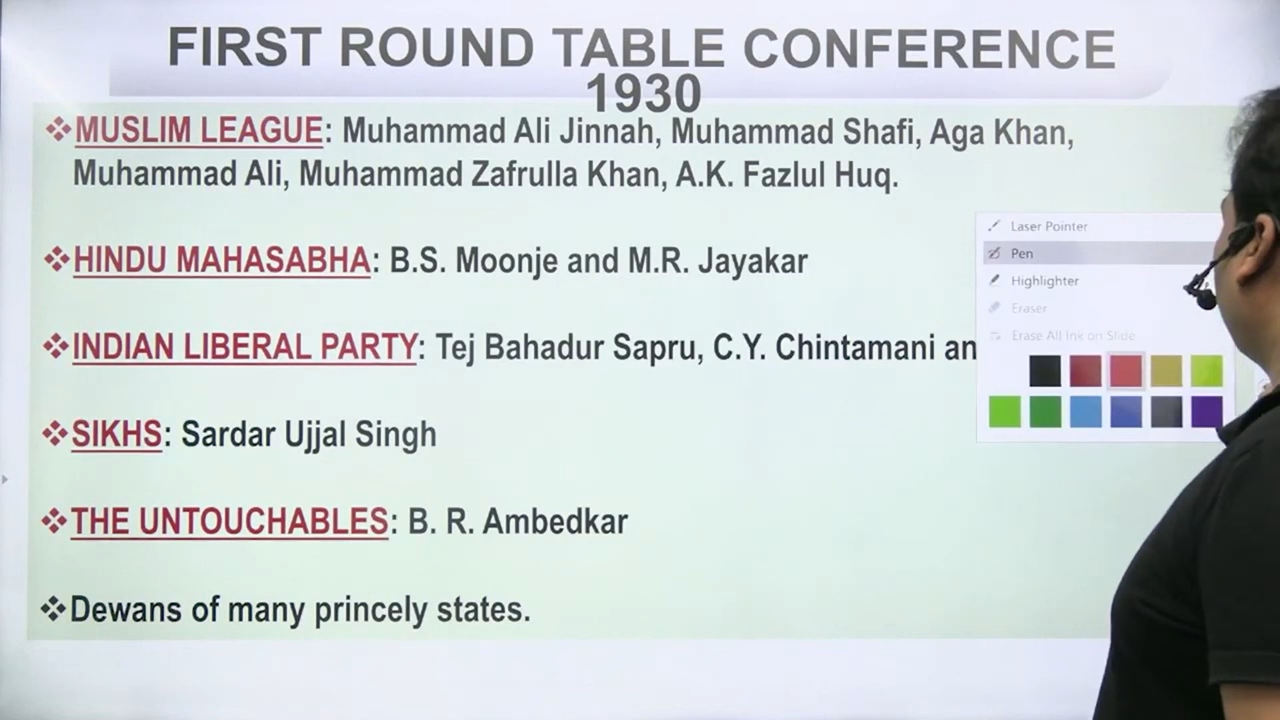 FIRST ROUND TABLE CONFERENCE
1930
❖MUSLIM LEAGUE: Muhammad Ali Jinnah, Muhammad Shafi, Aga Khan,
Muhammad Ali, Muhammad Zafrulla Khan, A.K. Fazlul Huq.
❖HINDU MAHASABHA: B.S. Moonje and M.R. Jayakar
❖INDIAN LIBERAL PARTY: Tej Bahadur Sapru, C.Y. Chintamani an
❖SIKHS: Sardar Ujjal Singh
❖THE UNTOUCHABLES: B. R. Ambedkar
❖Dewans of many princely states.
Laser Pointer
Pen
Highlighter
Eraser
Erase All Ink on Slide